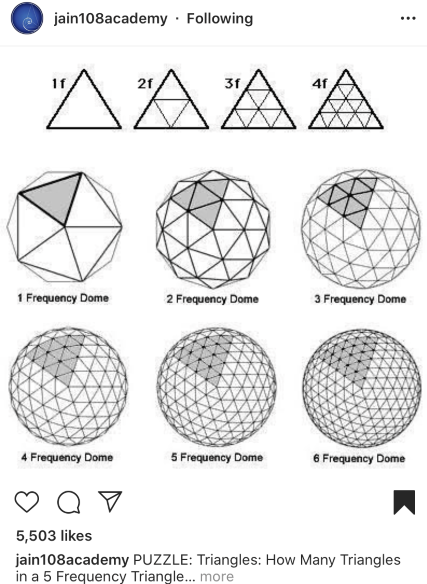 jain108academy · Following
1f 2f 3f 4f
1 Frequency Dome 2 Frequency Dome 3 Frequency Dome
4 Frequency Dome 5 Frequency Dome 6 Frequency Dome
5,503 likes
jain108academy PUZZLE: Triangles: How Many Triangles
in a 5 Frequency Triangle... more